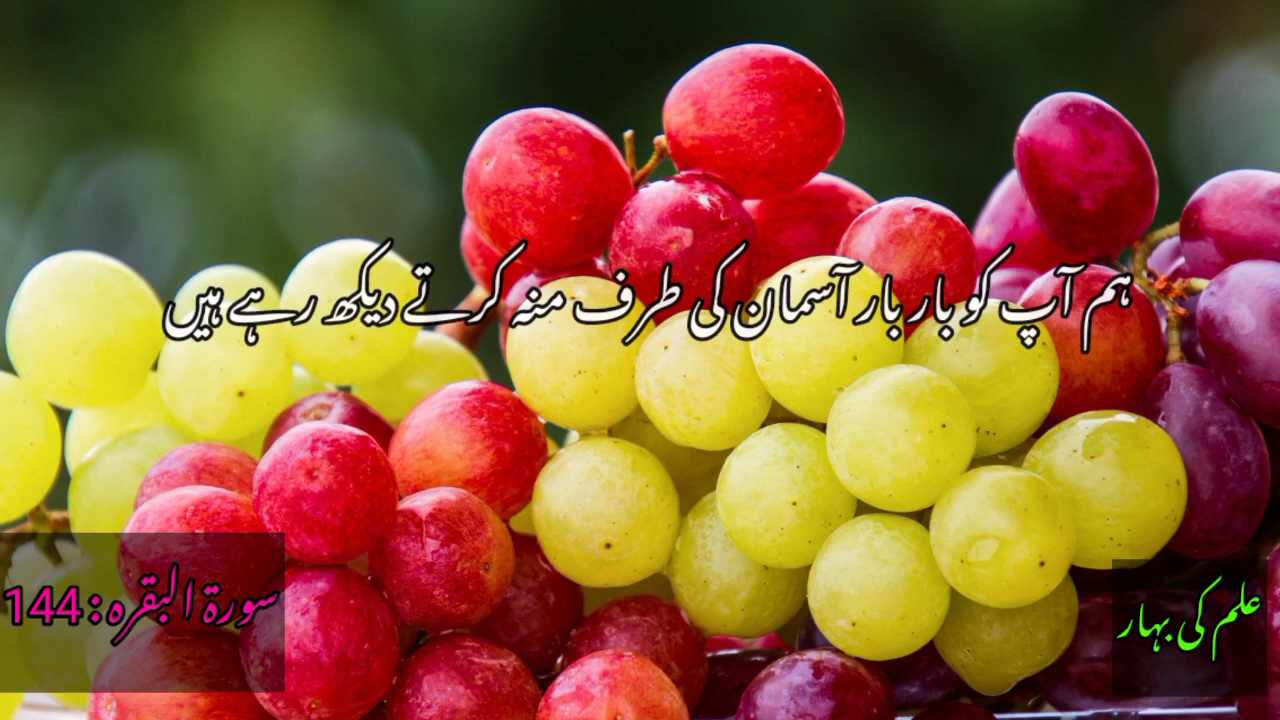 ہم آپ کو بار بار آسمان کی طرف منہ کرتے دیکھ رہے ہیں
سورۃ البقرہ: 144
علم کی بہار